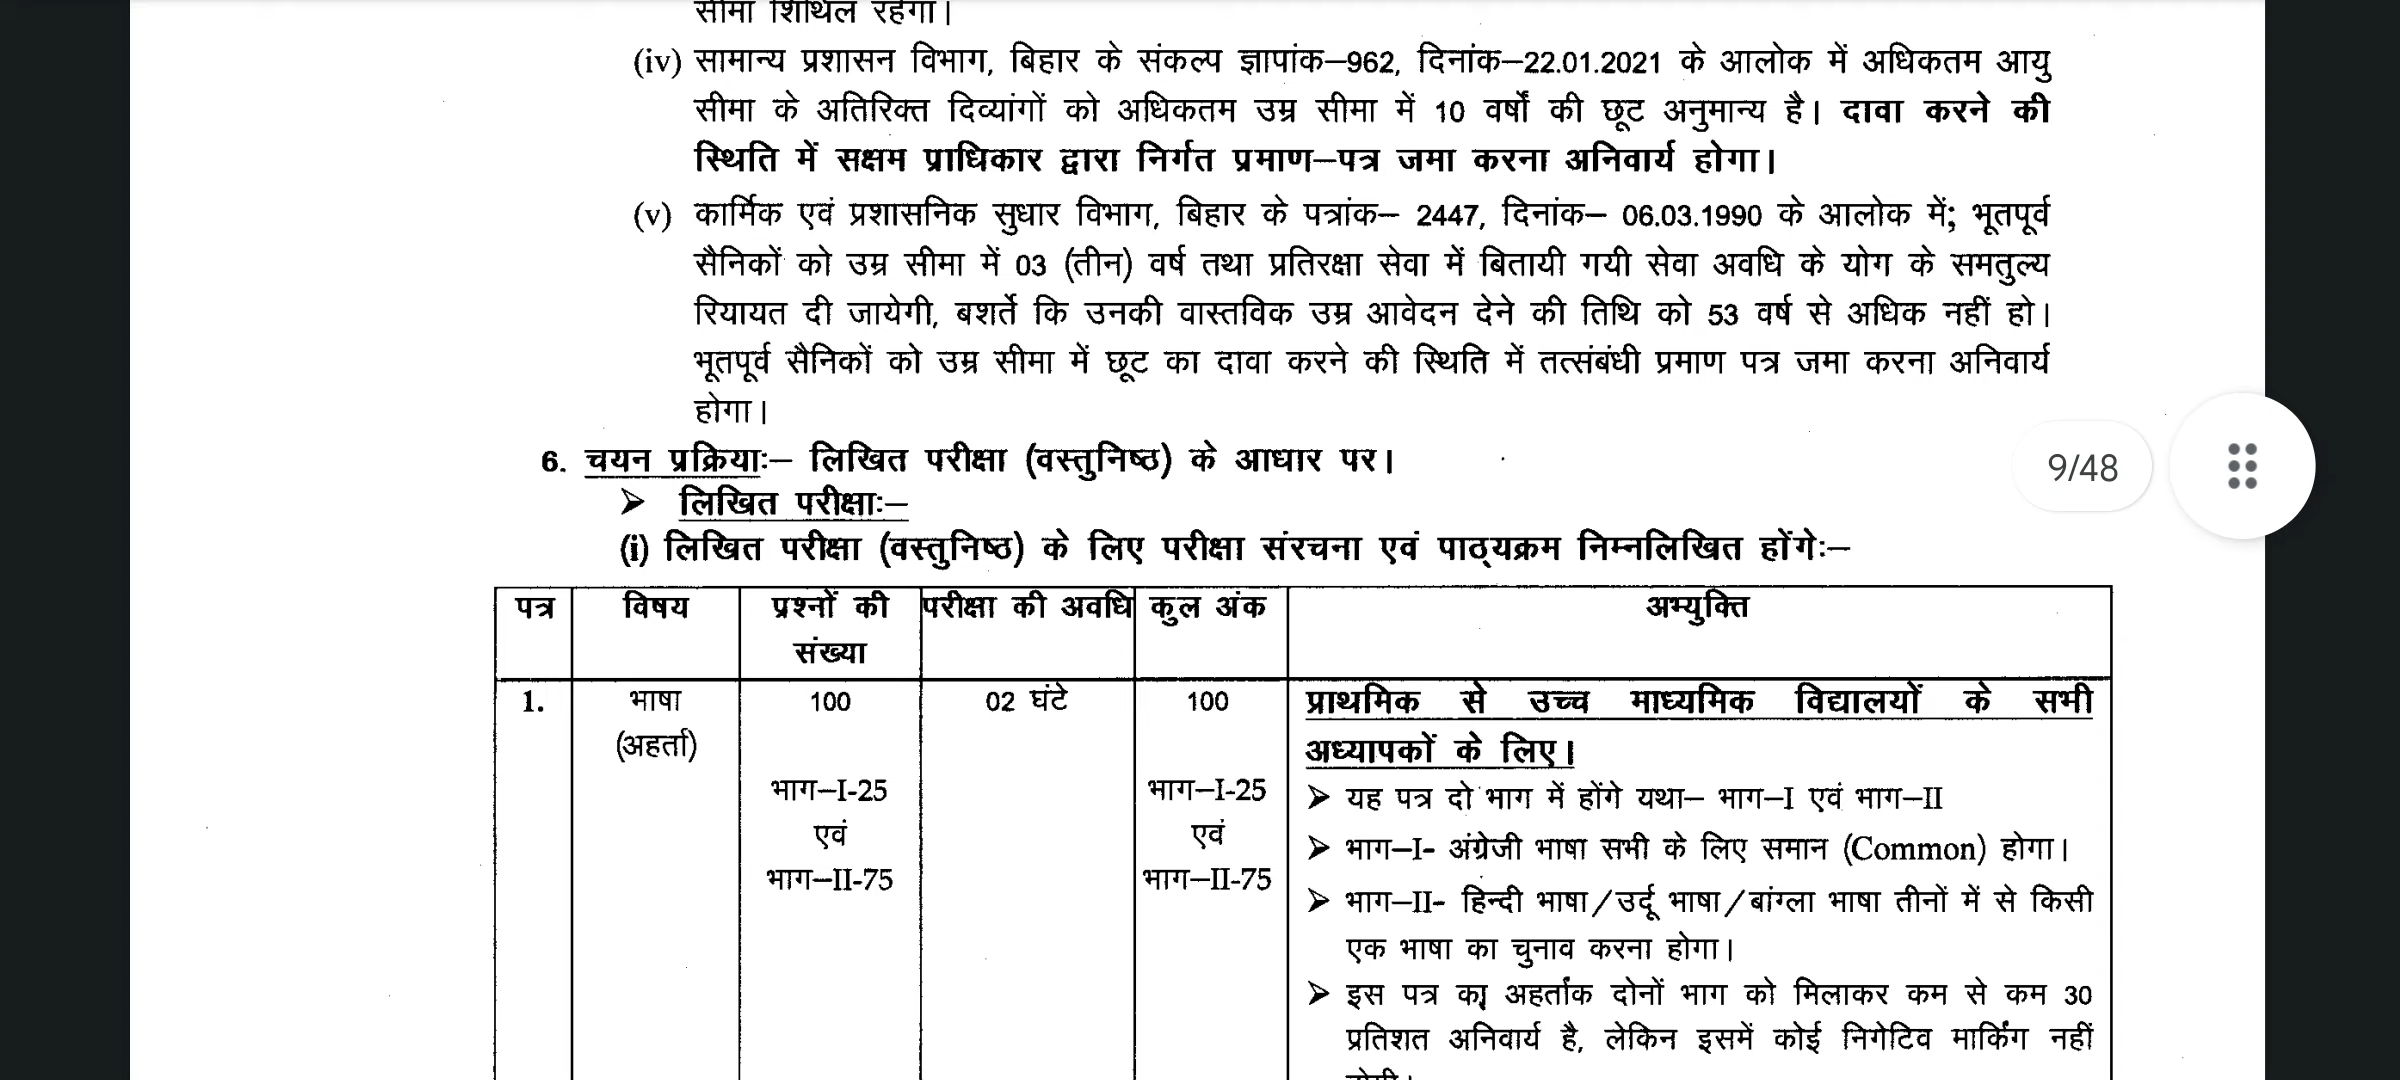 सीमा शिथिल रहेगी।
(iv) सामान्य प्रशासन विभाग, बिहार के संकल्प ज्ञापांक–962, दिनांक–22.01.2021 के आलोक में अधिकतम आयु
सीमा के अतिरिक्त दिव्यांगों को अधिकतम उम्र सीमा में 10 वर्षों की छूट अनुमान्य है। दावा करने की
स्थिति में सक्षम प्राधिकार द्वारा निर्गत प्रमाण–पत्र जमा करना अनिवार्य होगा।
(v) कार्मिक एवं प्रशासनिक सुधार विभाग, बिहार के पत्रांक– 2447, दिनांक– 06.03.1990 के आलोक में; भूतपूर्व
सैनिकों को उम्र सीमा में 03 (तीन) वर्ष तथा प्रतिरक्षा सेवा में बितायी गयी सेवा अवधि के योग के समतुल्य
रियायत दी जायेगी, बशर्ते कि उनकी वास्तविक उम्र आवेदन देने की तिथि को 53 वर्ष से अधिक नहीं हो।
भूतपूर्व सैनिकों को उम्र सीमा में छूट का दावा करने की स्थिति में तत्संबंधी प्रमाण पत्र जमा करना अनिवार्य
होगा।
6. चयन प्रक्रियाः– लिखित परीक्षा (वस्तुनिष्ठ) के आधार पर।
9/48
➢ लिखित परीक्षाः–
(i) लिखित परीक्षा (वस्तुनिष्ठ) के लिए परीक्षा संरचना एवं पाठ्यक्रम निम्नलिखित होंगेः–
पत्र विषय प्रश्नों की परीक्षा की अवधि कुल अंक अभ्युक्ति
संख्या
1. भाषा 100 02 घंटे 100 प्राथमिक से उच्च माध्यमिक विद्यालयों के सभी
(अहर्ता) अध्यापकों के लिए।
भाग–I-25 भाग–I-25 ➢ यह पत्र दो भाग में होंगे यथा– भाग–I एवं भाग–II
एवं एवं ➢ भाग–I- अंग्रेजी भाषा सभी के लिए समान (Common) होगा।
भाग–II-75 भाग–II-75 ➢ भाग–II- हिन्दी भाषा/उर्दू भाषा/बांग्ला भाषा तीनों में से किसी
एक भाषा का चुनाव करना होगा।
➢ इस पत्र का अहर्तांक दोनों भाग को मिलाकर कम से कम 30
प्रतिशत अनिवार्य है, लेकिन इसमें कोई निगेटिव मार्किंग नहीं